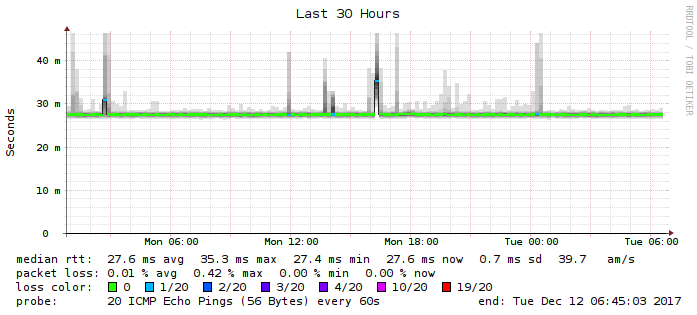 Last 30 Hours
RRDTOOL / TOBI OETIKER
Seconds
40 m
30 m
20 m
10 m
0
Mon 06:00 Mon 12:00 Mon 18:00 Tue 00:00 Tue 06:00
median rtt: 27.6 ms avg 35.3 ms max 27.4 ms min 27.6 ms now 0.7 ms sd 39.7 am/s
packet loss: 0.01 % avg 0.42 % max 0.00 % min 0.00 % now
loss color: 0 1/20 2/20 3/20 4/20 10/20 19/20
probe: 20 ICMP Echo Pings (56 Bytes) every 60s end: Tue Dec 12 06:45:03 2017